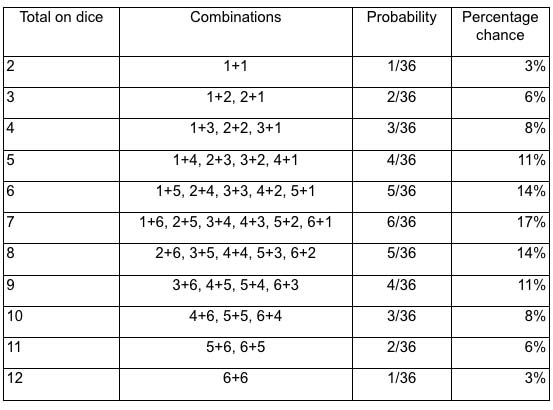 Total on dice Combinations Probability Percentage
chance
2 1+1 1/36 3%
3 1+2, 2+1 2/36 6%
4 1+3, 2+2, 3+1 3/36 8%
5 1+4, 2+3, 3+2, 4+1 4/36 11%
6 1+5, 2+4, 3+3, 4+2, 5+1 5/36 14%
7 1+6, 2+5, 3+4, 4+3, 5+2, 6+1 6/36 17%
8 2+6, 3+5, 4+4, 5+3, 6+2 5/36 14%
9 3+6, 4+5, 5+4, 6+3 4/36 11%
10 4+6, 5+5, 6+4 3/36 8%
11 5+6, 6+5 2/36 6%
12 6+6 1/36 3%